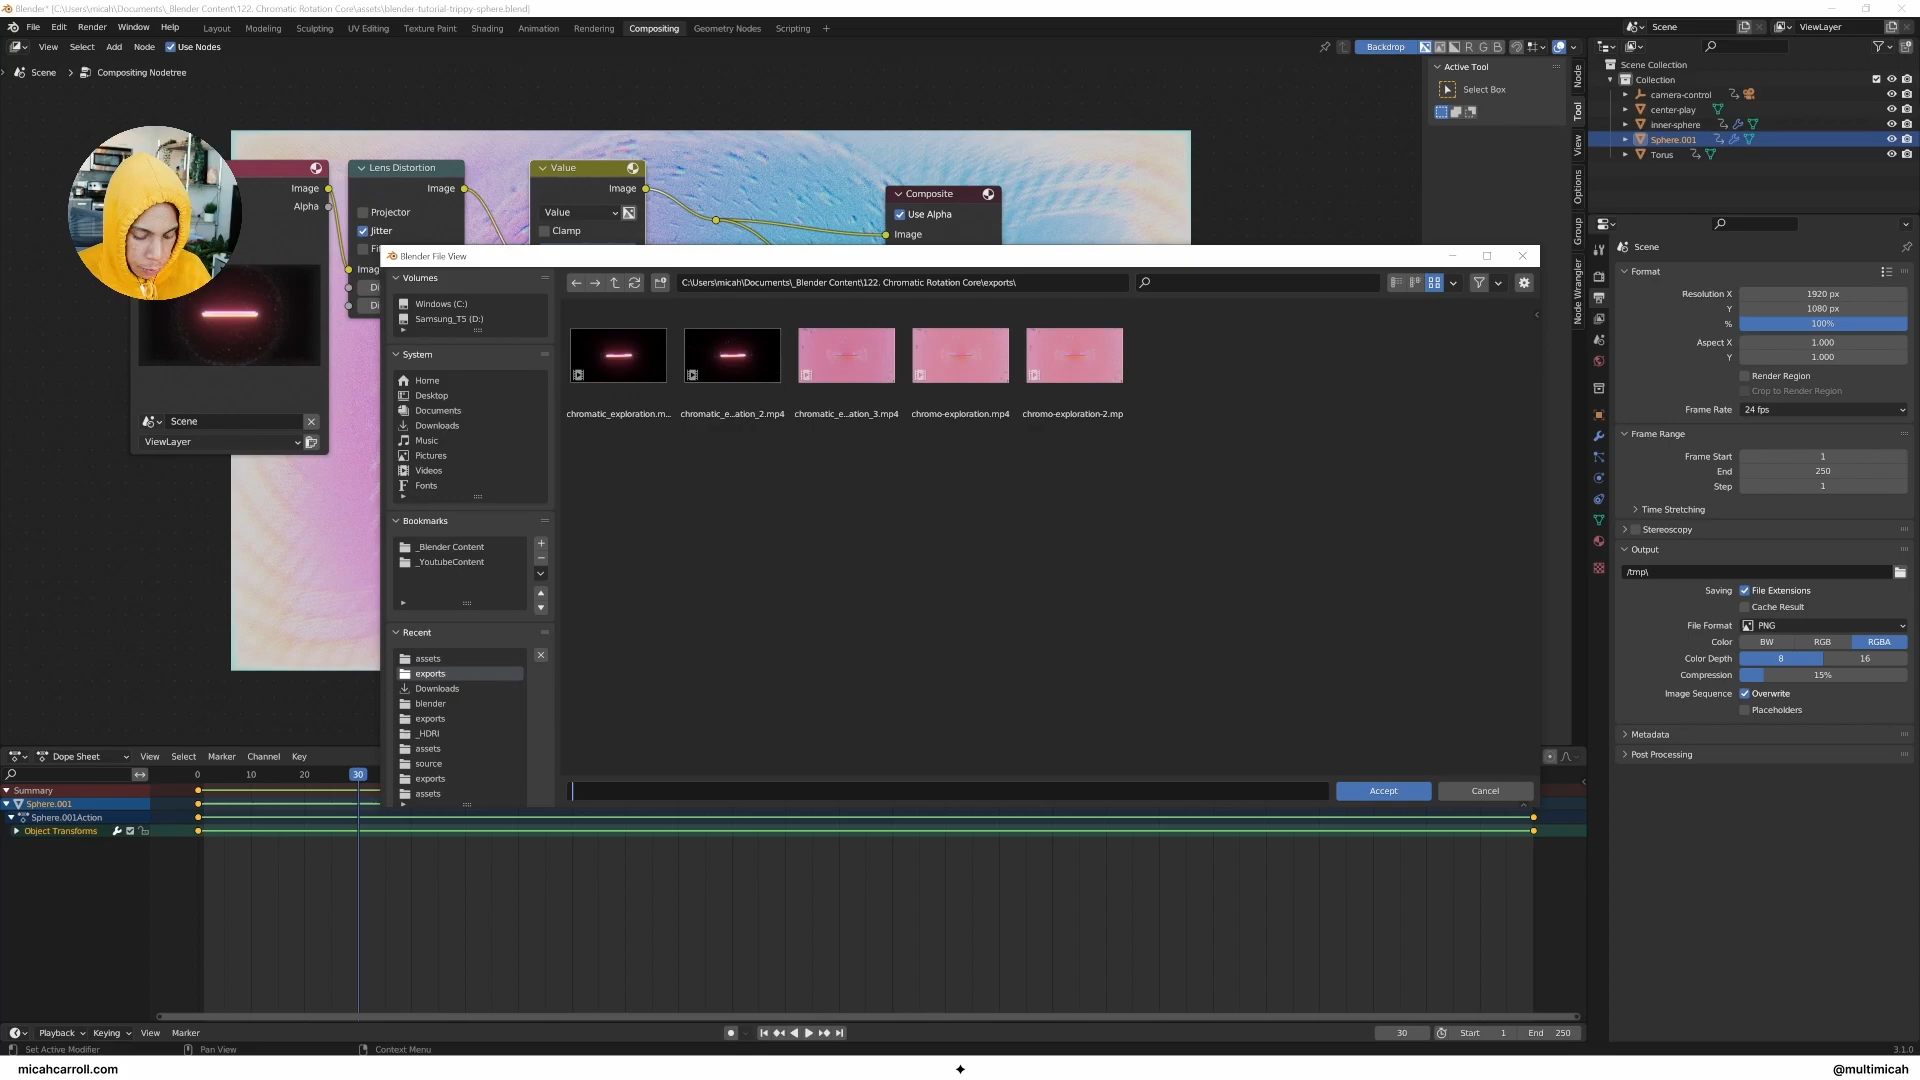 Blender* [C:\Users\micah\Documents\_Blender Content\122. Chromatic Rotation Core\assets\blender-tutorial-trippy-sphere.blend]
File Edit Render Window Help
Layout Modeling Sculpting UV Editing Texture Paint Shading Animation Rendering Compositing Geometry Nodes Scripting +
Scene
ViewLayer
View Select Add Node Use Nodes
Backdrop R G B
Scene > Compositing Nodetree
Active Tool
Select Box
Node
Tool
View
Options
Group
Node Wrangler
Scene Collection
Collection
camera-control
center-play
inner-sphere
Sphere.001
Torus
Image
Alpha
Scene
ViewLayer
Lens Distortion
Image
Projector
Jitter
Fi
Imag
Di
Di
Value
Image
Value
Clamp
Composite
Use Alpha
Image
Blender File View
Volumes
Windows (C:)
Samsung_T5 (D:)
System
Home
Desktop
Documents
Downloads
Music
Pictures
Videos
Fonts
Bookmarks
_Blender Content
_YoutubeContent
Recent
assets
exports
Downloads
blender
exports
_HDRI
assets
source
exports
assets
C:\Users\micah\Documents\_Blender Content\122. Chromatic Rotation Core\exports\
chromatic_exploration.m... chromatic_e...ation_2.mp4 chromatic_e...ation_3.mp4 chromo-exploration.mp4 chromo-exploration-2.mp
Accept Cancel
Scene
Format
Resolution X 1920 px
Y 1080 px
% 100%
Aspect X 1.000
Y 1.000
Render Region
Crop to Render Region
Frame Rate 24 fps
Frame Range
Frame Start 1
End 250
Step 1
Time Stretching
Stereoscopy
Output
/tmp\
Saving File Extensions
Cache Result
File Format PNG
Color BW RGB RGBA
Color Depth 8 16
Compression 15%
Image Sequence Overwrite
Placeholders
Metadata
Post Processing
Dope Sheet View Select Marker Channel Key
0 10 20 30
Summary
Sphere.001
Sphere.001Action
Object Transforms
Playback Keying View Marker
30 Start 1 End 250
Set Active Modifier Pan View Context Menu
3.1.0
micahcarroll.com
@multimicah